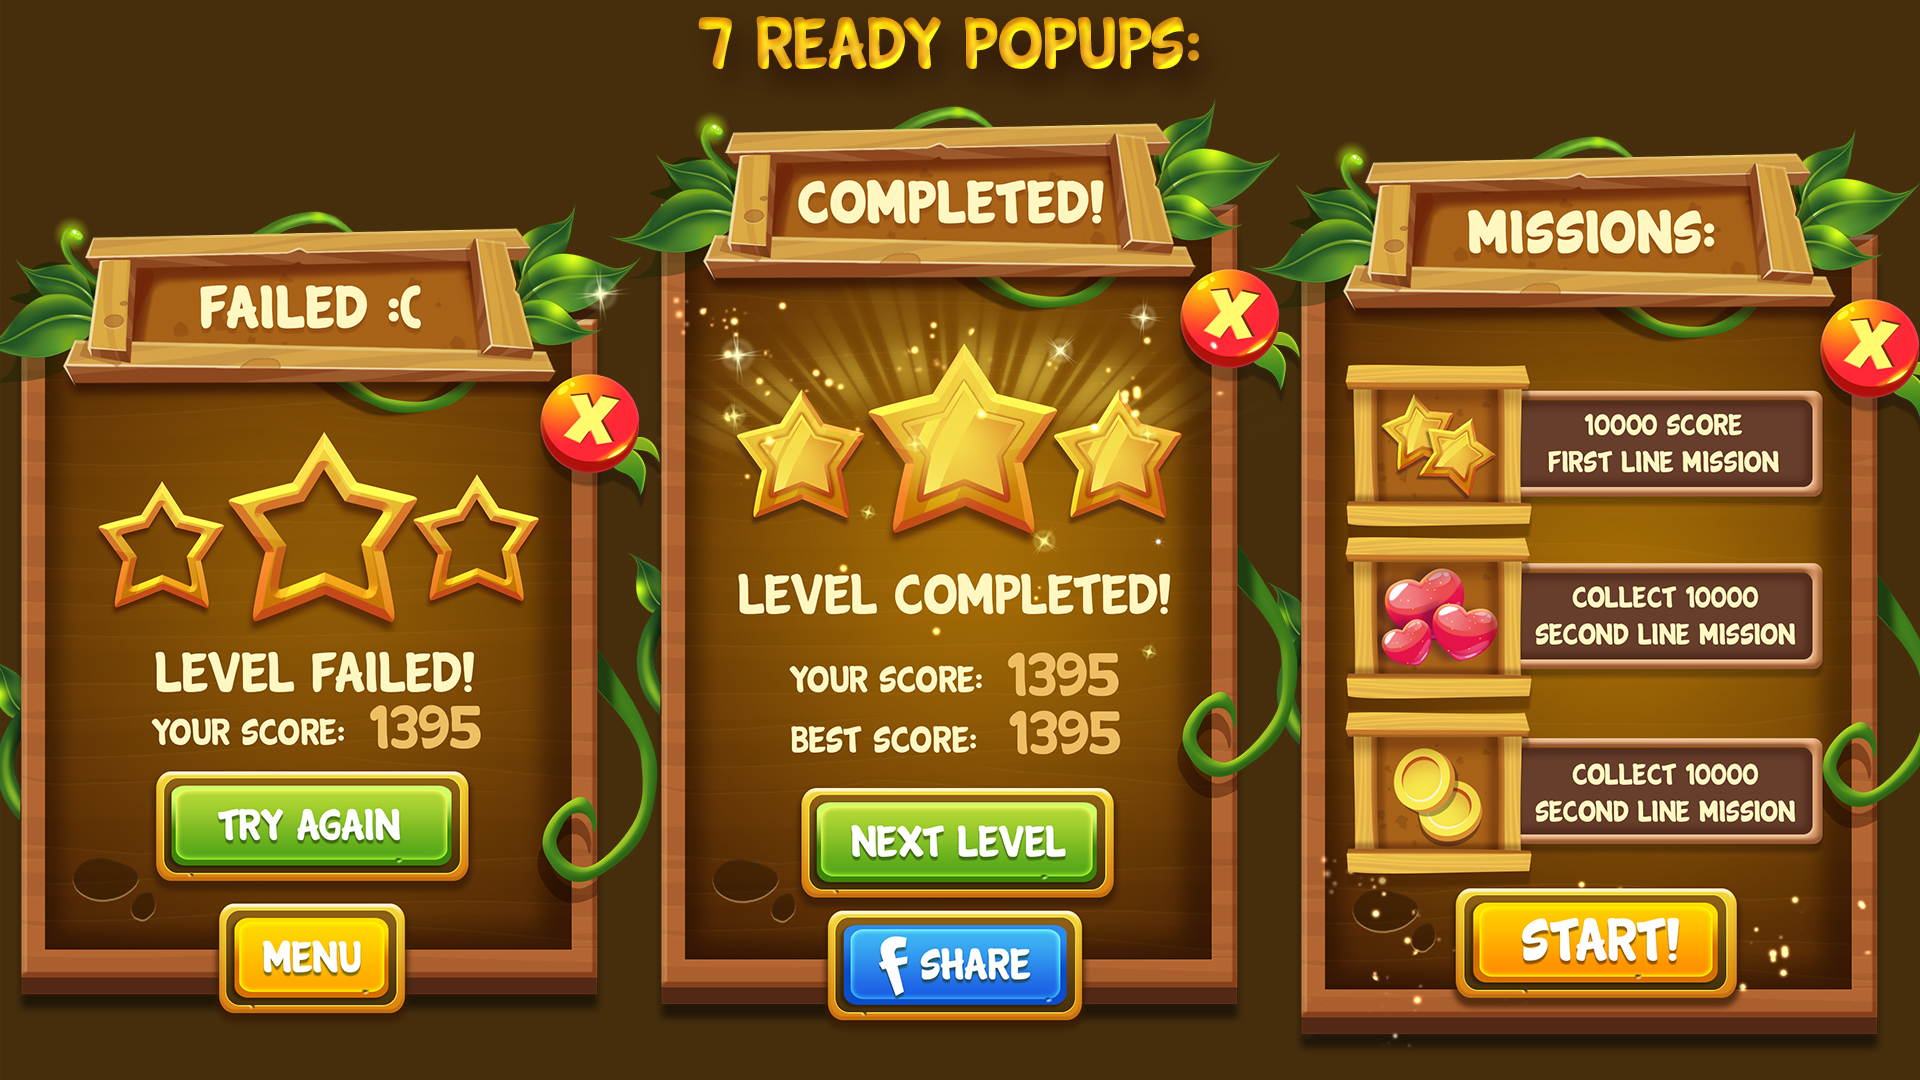 7 READY POPUPS:
FAILED :(
LEVEL FAILED!
YOUR SCORE: 1395
TRY AGAIN
MENU
COMPLETED!
X
LEVEL COMPLETED!
YOUR SCORE: 1395
BEST SCORE: 1395
NEXT LEVEL
f SHARE
MISSIONS:
X
10000 SCORE
FIRST LINE MISSION
COLLECT 10000
SECOND LINE MISSION
COLLECT 10000
SECOND LINE MISSION
START!
X